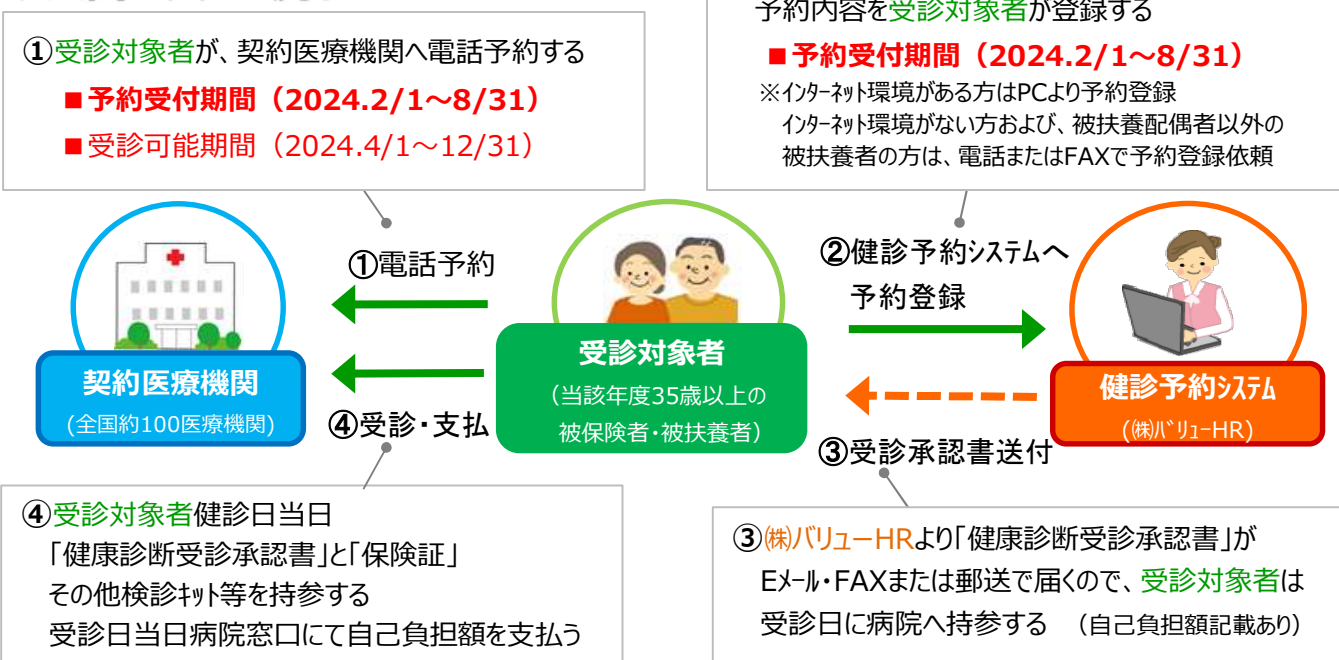 ①受診対象者が、契約医療機関へ電話予約する
■予約受付期間（2024.2/1～8/31）
■受診可能期間（2024.4/1～12/31）
予約内容を受診対象者が登録する
■予約受付期間（2024.2/1～8/31）
※インターネット環境がある方はPCより予約登録
インターネット環境がない方および、被扶養配偶者以外の
被扶養者の方は、電話またはFAXで予約登録依頼
①電話予約
②健診予約システムへ
予約登録
契約医療機関
(全国約100医療機関)
④受診・支払
受診対象者
（当該年度35歳以上の
被保険者・被扶養者）
健診予約システム
(㈱バリューHR)
③受診承認書送付
④受診対象者健診日当日
「健康診断受診承認書」と「保険証」
その他検診キット等を持参する
受診日当日病院窓口にて自己負担額を支払う
③㈱バリューHRより「健康診断受診承認書」が
Eメール・FAXまたは郵送で届くので、受診対象者は
受診日に病院へ持参する （自己負担額記載あり）